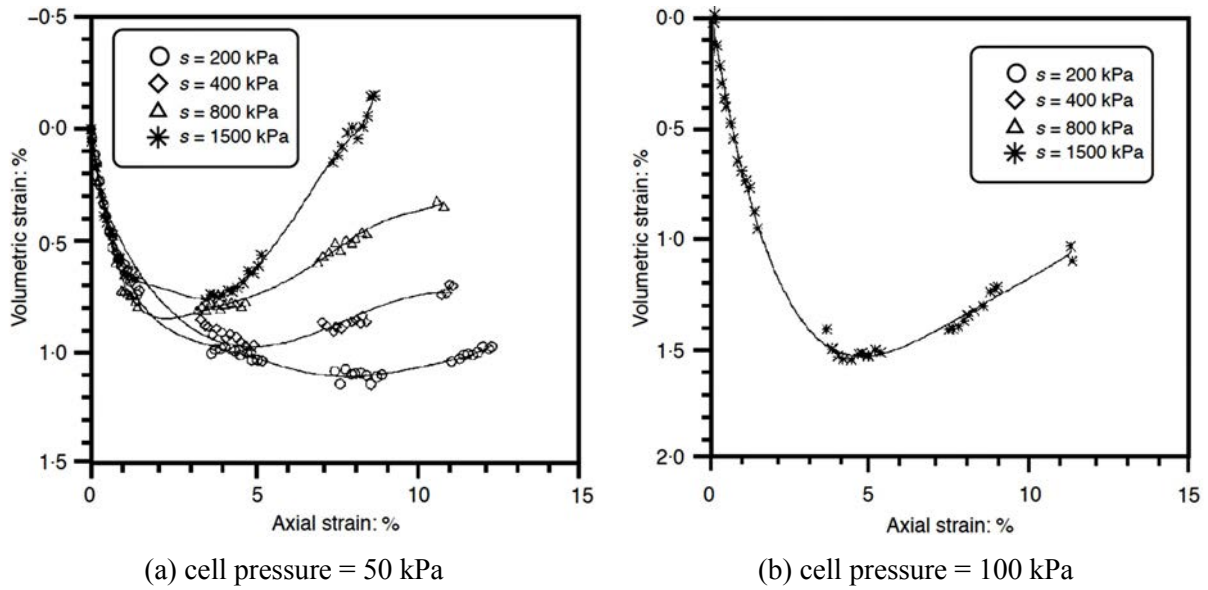 −0·5
0·0
0·5
1·0
1·5
Volumetric strain: %
s = 200 kPa
s = 400 kPa
s = 800 kPa
s = 1500 kPa
0
5
10
15
Axial strain: %
(a) cell pressure = 50 kPa
0·0
0·5
1·0
1·5
2·0
Volumetric strain: %
s = 200 kPa
s = 400 kPa
s = 800 kPa
s = 1500 kPa
0
5
10
15
Axial strain: %
(b) cell pressure = 100 kPa